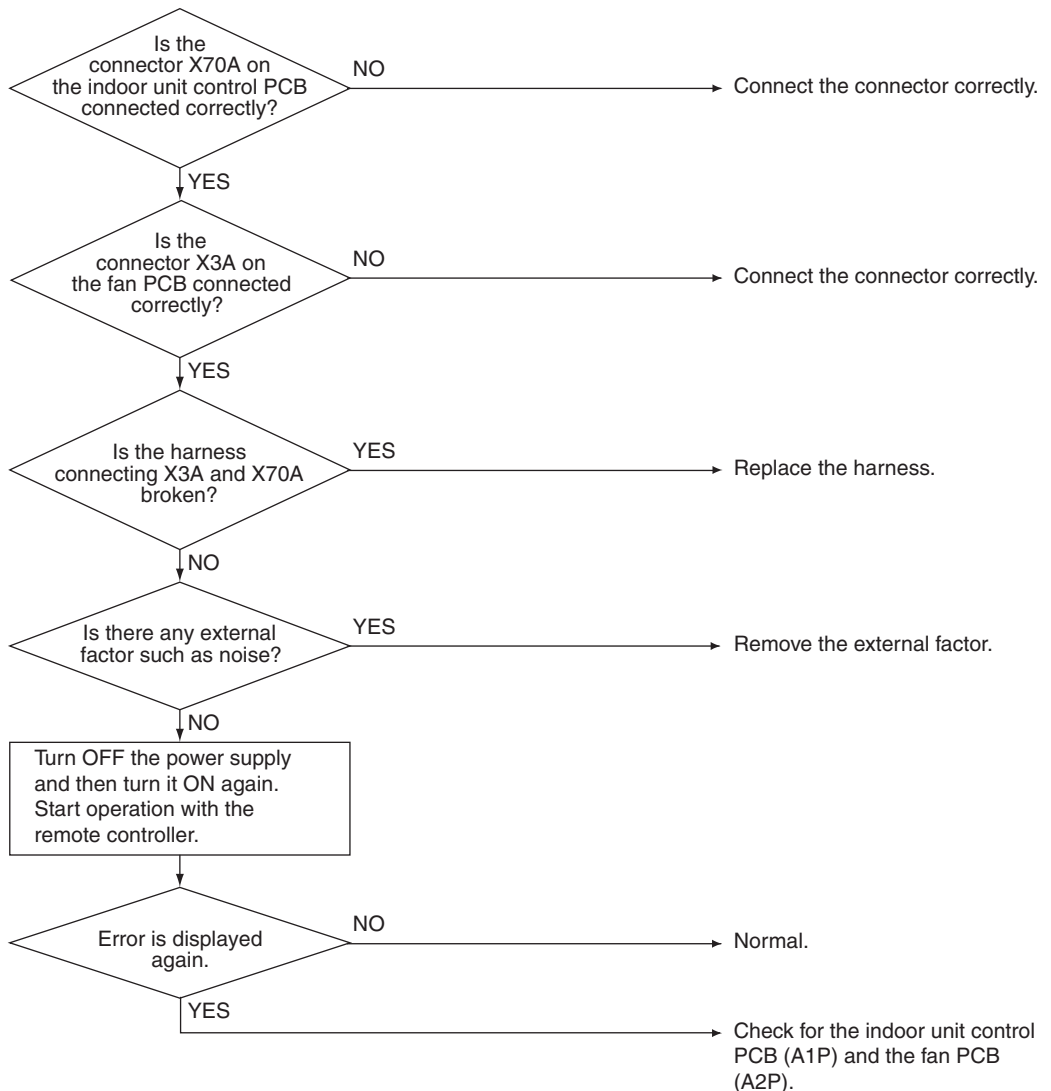 Is the
connector X70A on
the indoor unit control PCB
connected correctly?
NO
Connect the connector correctly.
YES
Is the
connector X3A on
the fan PCB connected
correctly?
NO
Connect the connector correctly.
YES
Is the harness
connecting X3A and X70A
broken?
YES
Replace the harness.
NO
Is there any external
factor such as noise?
YES
Remove the external factor.
NO
Turn OFF the power supply
and then turn it ON again.
Start operation with the
remote controller.
Error is displayed
again.
NO
Normal.
YES
Check for the indoor unit control
PCB (A1P) and the fan PCB
(A2P).